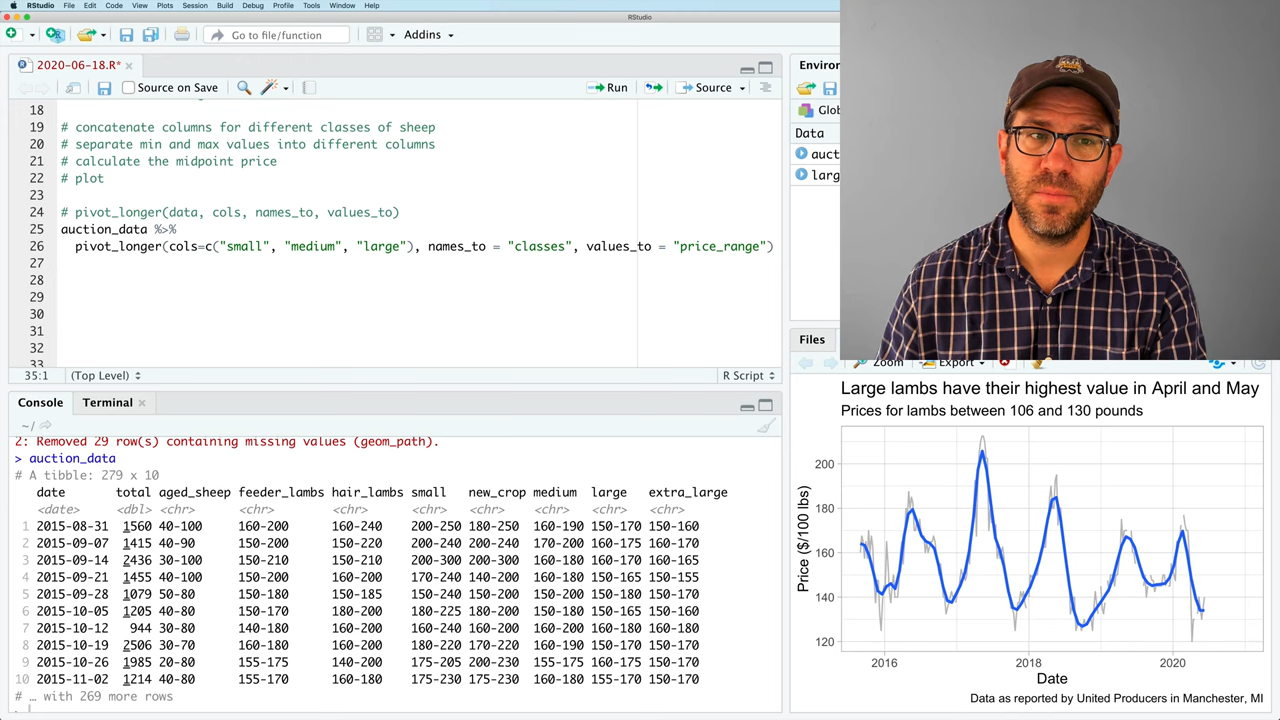 RStudio File Edit Code View Plots Session Build Debug Profile Tools Window Help
RStudio
Go to file/function
Addins
2020-06-18.R*
Source on Save
Run
Source
18
19 # concatenate columns for different classes of sheep
20 # separate min and max values into different columns
21 # calculate the midpoint price
22 # plot
23
24 # pivot_longer(data, cols, names_to, values_to)
25 auction_data %>%
26 pivot_longer(cols=c("small", "medium", "large"), names_to = "classes", values_to = "price_range")
27
28
29
30
31
32
33
35:1 (Top Level) R Script
Console Terminal
~/
2: Removed 29 row(s) containing missing values (geom_path).
> auction_data
# A tibble: 279 x 10
date total aged_sheep feeder_lambs hair_lambs small new_crop medium large extra_large
<date> <dbl> <chr> <chr> <chr> <chr> <chr> <chr> <chr> <chr>
1 2015-08-31 1560 40-100 160-200 160-240 200-250 180-250 160-190 150-170 150-160
2 2015-09-07 1415 40-90 150-200 150-220 200-240 200-240 170-200 160-175 160-170
3 2015-09-14 2436 30-100 150-210 150-210 200-300 200-300 160-180 160-170 160-165
4 2015-09-21 1455 40-100 150-200 150-200 170-240 140-200 160-180 150-165 150-155
5 2015-09-28 1079 50-80 150-180 150-185 150-240 150-200 150-180 150-165 150-170
6 2015-10-05 1205 40-80 150-170 180-200 180-225 180-200 150-180 150-165 150-160
7 2015-10-12 944 30-80 140-180 160-200 160-240 160-200 160-200 160-180 160-180
8 2015-10-19 2506 30-70 160-180 160-200 180-220 170-220 160-190 160-180 150-170
9 2015-10-26 1985 20-80 155-175 140-200 175-205 200-230 155-175 160-175 150-170
10 2015-11-02 1214 40-80 155-170 160-180 175-230 175-230 160-180 155-170 150-170
# … with 269 more rows
>
Environ
Glob
Data
auct
larg
Files
Zoom Export
Large lambs have their highest value in April and May
Prices for lambs between 106 and 130 pounds
Price ($/100 lbs)
200
180
160
140
120
2016 2018 2020
Date
Data as reported by United Producers in Manchester, MI